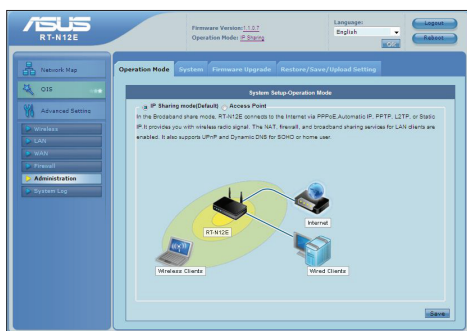 ASUS
RT-N12E
Firmware Version:1.1.0.7
Operation Mode: IP Sharing
Language:
English
Logout
Reboot
Network Map
QIS
Advanced Setting
Wireless
LAN
WAN
Firewall
Administration
System Log
Operation Mode
System
Firmware Upgrade
Restore/Save/Upload Setting
System Setup-Operation Mode
IP Sharing mode(Default)
Access Point
In the Brodaband share mode, RT-N12E connects to the Internet via PPPoE,Automatic IP, PPTP, L2TP, or Static
IP.It provides you with wireless radio signal. The NAT, firewall, and broadband sharing services for LAN clients are
enabled. It also supports UPnP and Dynamic DNS for SOHO or home user.
RT-N12E
Internet
Wireless Clients
Wired Clients
Save